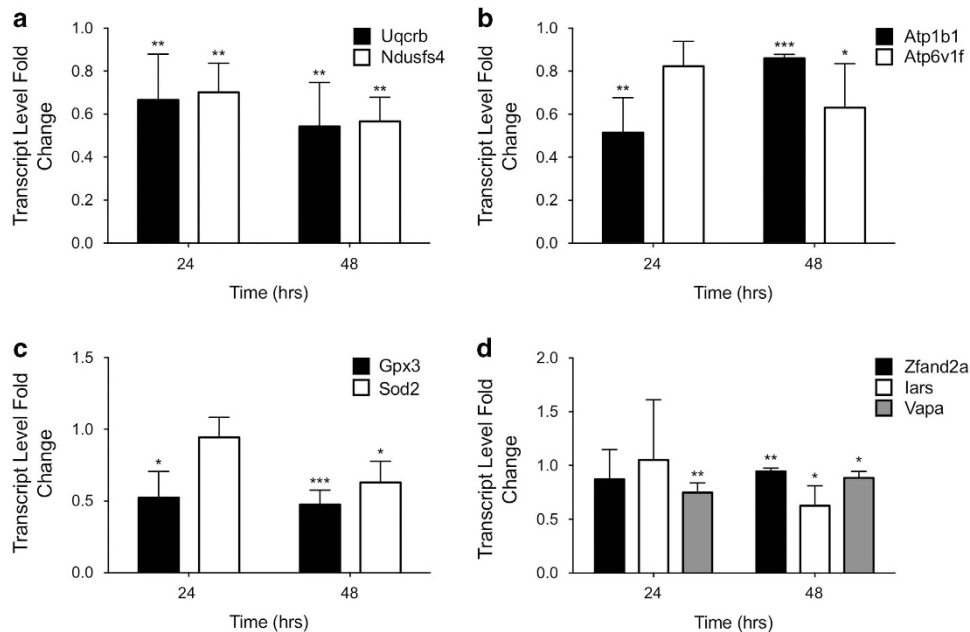 a
Transcript Level Fold
Change
1.0
0.8
0.6
0.4
0.2
0.0
** ** ** **
Uqcrb
Ndusfs4
24 48
Time (hrs)
b
Transcript Level Fold
Change
1.0
0.8
0.6
0.4
0.2
0.0
** *** *
Atp1b1
Atp6v1f
24 48
Time (hrs)
c
Transcript Level Fold
Change
1.5
1.0
0.5
0.0
* *** *
Gpx3
Sod2
24 48
Time (hrs)
d
Transcript Level Fold
Change
2.0
1.5
1.0
0.5
0.0
** ** * *
Zfand2a
Iars
Vapa
24 48
Time (hrs)